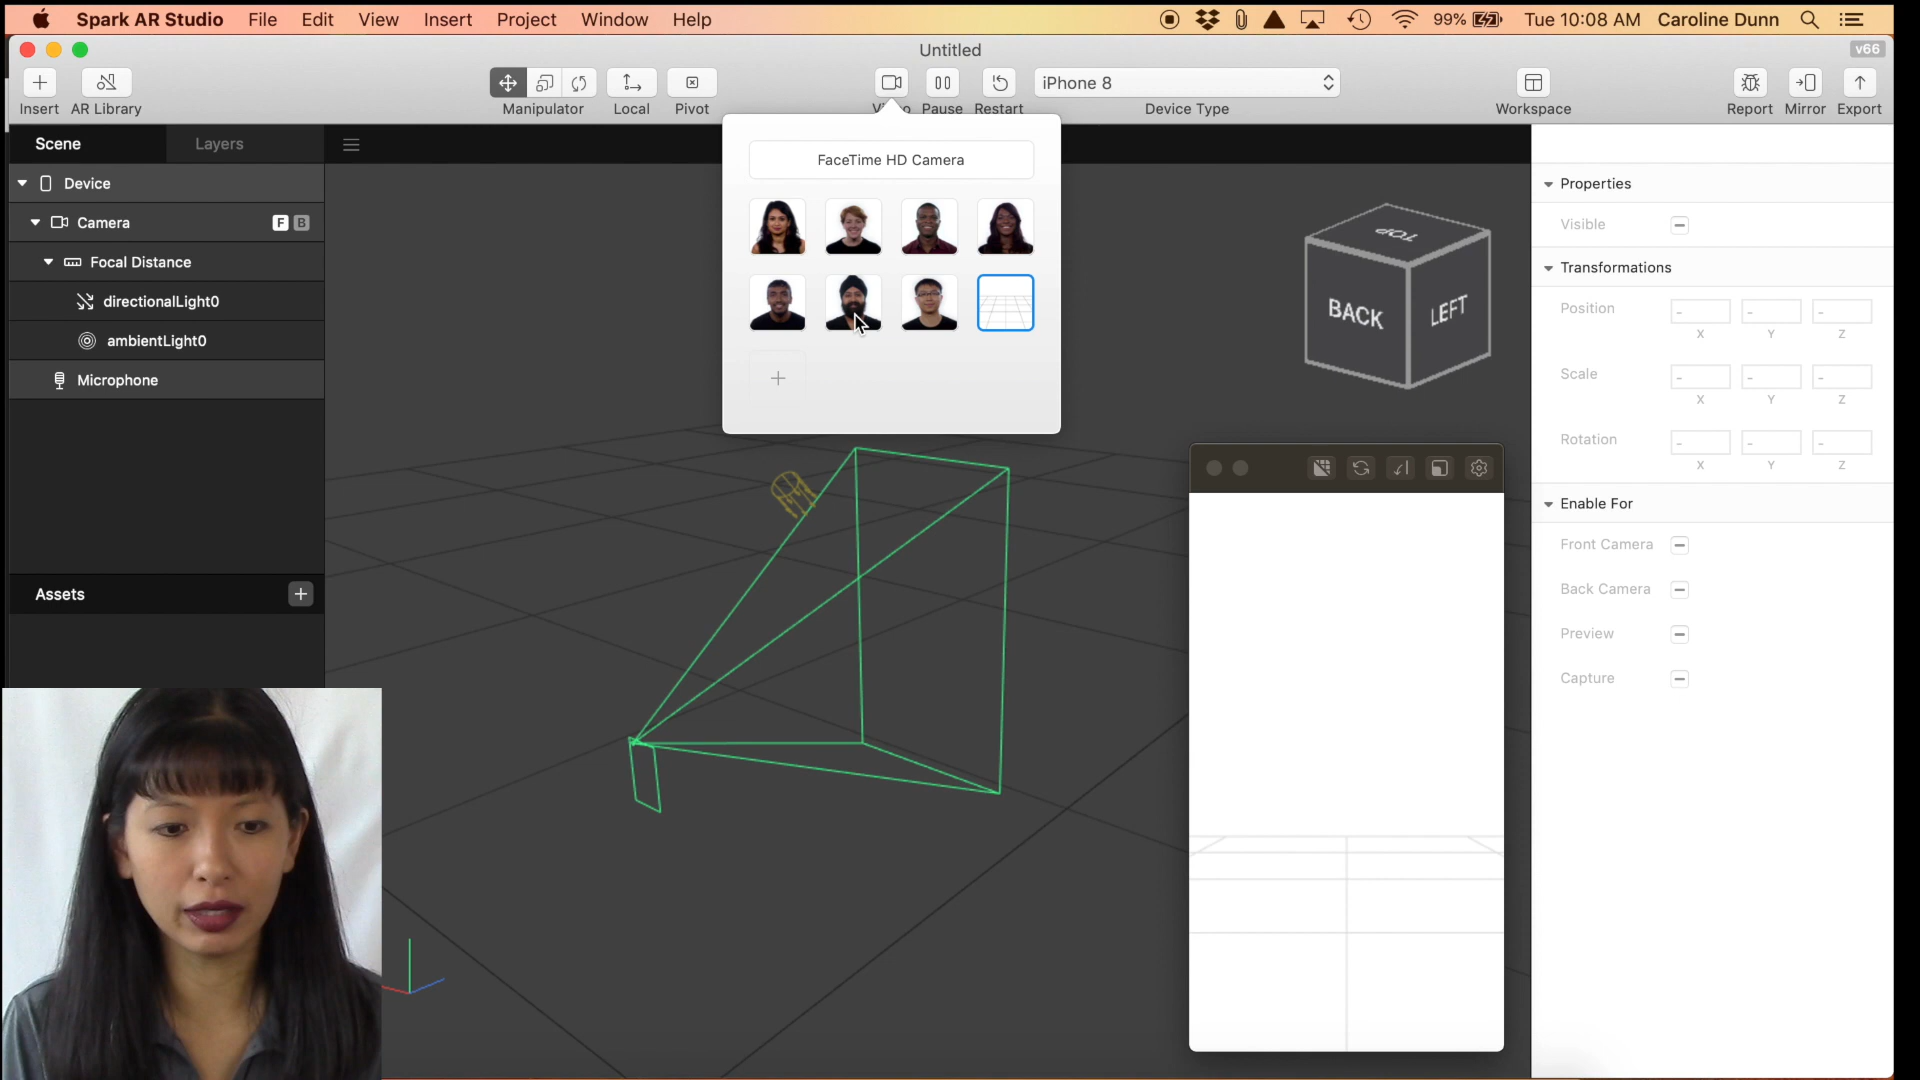 Spark AR Studio File Edit View Insert Project Window Help 99% Tue 10:08 AM Caroline Dunn
Untitled
v66
iPhone 8
Insert AR Library Manipulator Local Pivot Pause Restart Device Type Workspace Report Mirror Export
Scene Layers
FaceTime HD Camera
Device
Camera F B
Focal Distance
directionalLight0
ambientLight0
Microphone
Assets
TOP
BACK LEFT
Properties
Visible
Transformations
Position - - -
X Y Z
Scale - - -
X Y Z
Rotation - - -
X Y Z
Enable For
Front Camera
Back Camera
Preview
Capture